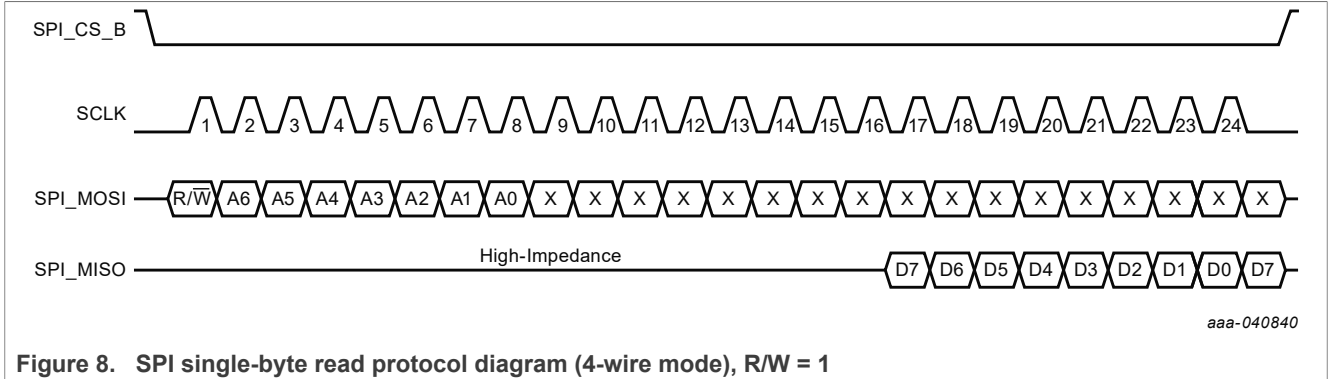 SPI_CS_B
SCLK 1 2 3 4 5 6 7 8 9 10 11 12 13 14 15 16 17 18 19 20 21 22 23 24
SPI_MOSI R/W̅ A6 A5 A4 A3 A2 A1 A0 X X X X X X X X X X X X X X X X X
High-Impedance
SPI_MISO D7 D6 D5 D4 D3 D2 D1 D0 D7
aaa-040840
Figure 8. SPI single-byte read protocol diagram (4-wire mode), R/W = 1